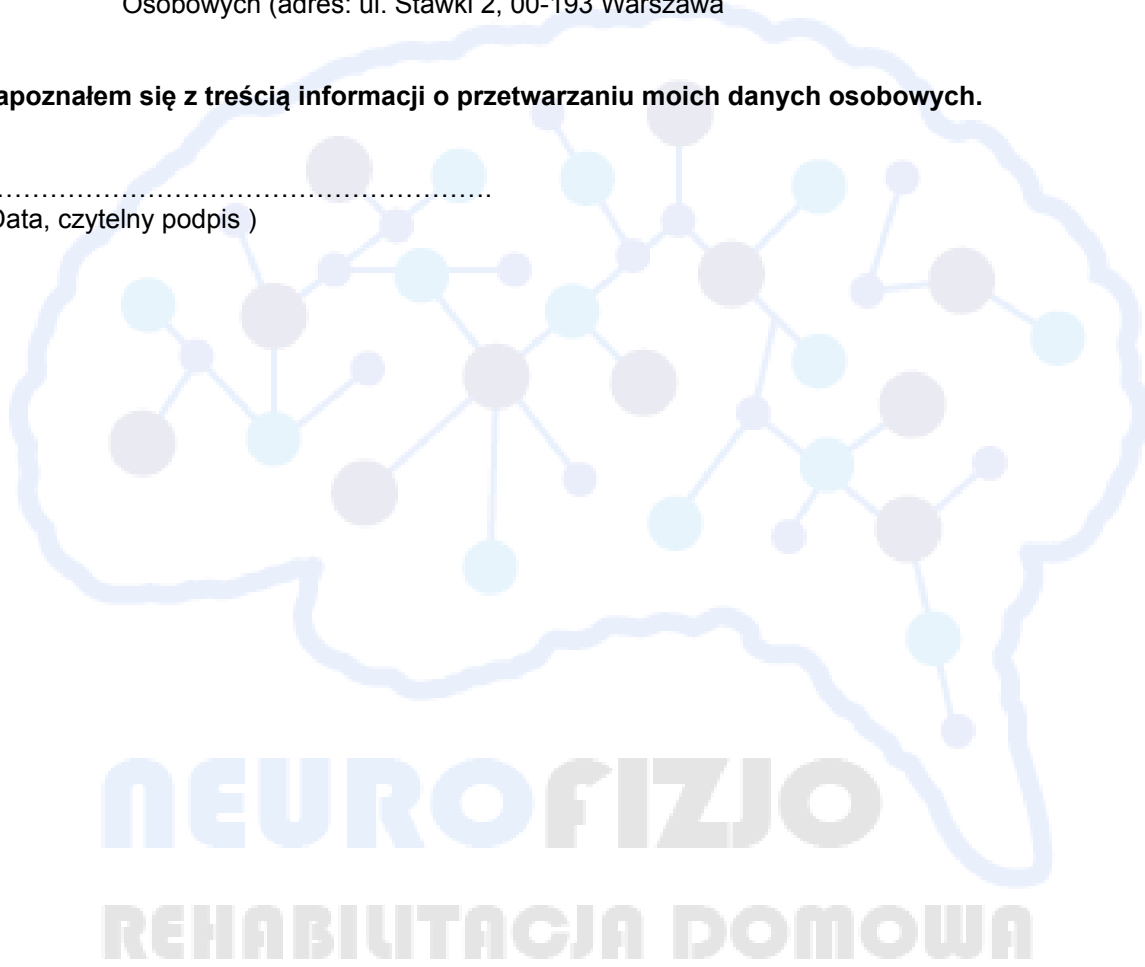 Osobowych (adres: ul. Stawki 2, 00-193 Warszawa
apoznałem się z treścią informacji o przetwarzaniu moich danych osobowych.
……………………………………………………….
Data, czytelny podpis )
NEUROFIZJO
REHABILITACJA DOMOWA